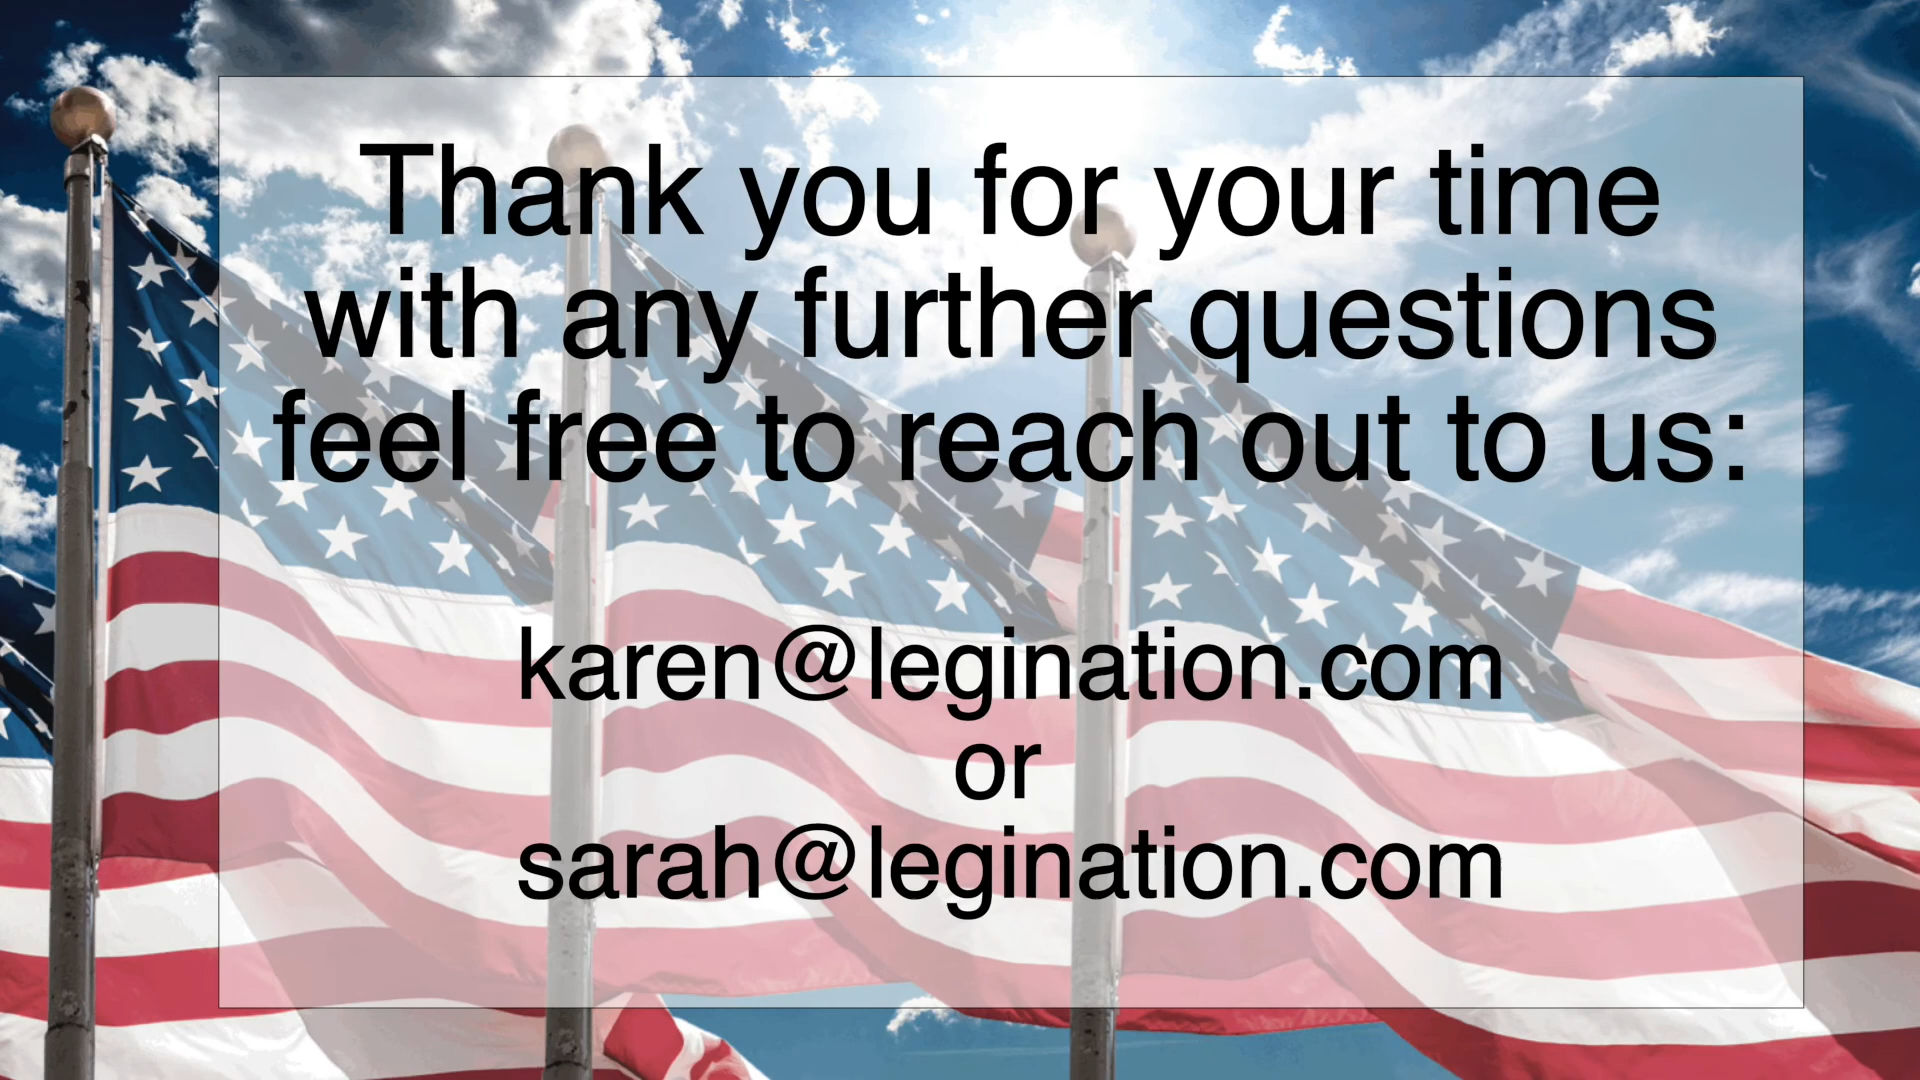 Thank you for your time
with any further questions
feel free to reach out to us:
karen@legination.com
or
sarah@legination.com